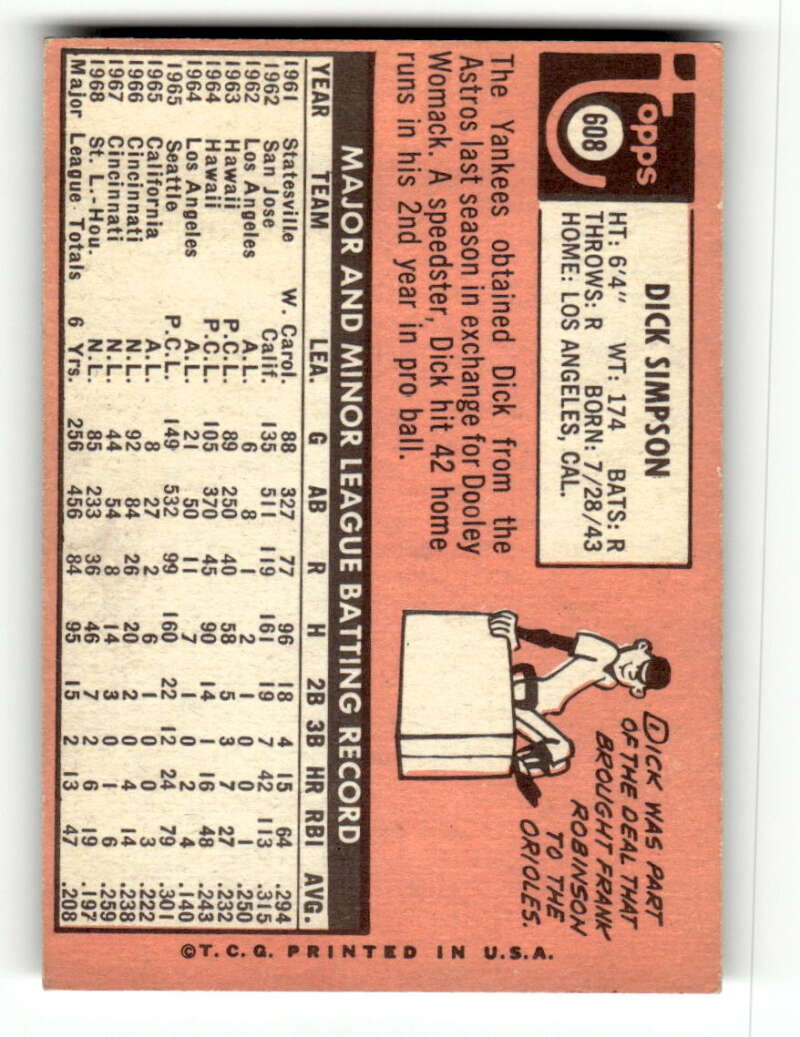 Topps
608
DICK SIMPSON
HT: 6'4" WT: 174 BATS: R
THROWS: R BORN: 7/28/43
HOME: LOS ANGELES, CAL.
The Yankees obtained Dick from the
Astros last season in exchange for Dooley
Womack. A speedster, Dick hit 42 home
runs in his 2nd year in pro ball.
DICK WAS PART
OF THE DEAL THAT
BROUGHT FRANK
ROBINSON
TO THE
ORIOLES.
MAJOR AND MINOR LEAGUE BATTING RECORD
YEAR TEAM LEA. G AB R H 2B 3B HR RBI AVG.
1961 Statesville W. Carol. 88 327 77 96 18 4 15 64 .294
1962 San Jose Calif. 135 511 119 161 19 7 42 113 .315
1962 Los Angeles A.L. 6 8 1 2 1 0 0 1 .250
1963 Hawaii P.C.L. 89 250 40 58 5 3 7 27 .232
1964 Hawaii P.C.L. 105 370 45 90 14 1 16 48 .243
1964 Los Angeles A.L. 21 50 11 7 1 0 2 4 .140
1965 Seattle P.C.L. 149 532 99 160 22 12 24 79 .301
1965 California A.L. 8 27 2 6 1 0 0 3 .222
1966 Cincinnati N.L. 92 84 26 20 2 0 4 14 .238
1967 Cincinnati N.L. 44 54 8 14 3 0 1 6 .259
1968 St. L.-Hou. N.L. 85 233 36 46 7 2 6 19 .197
Major League Totals 6 Yrs. 256 456 84 95 15 2 13 47 .208
©T.C.G. PRINTED IN U.S.A.